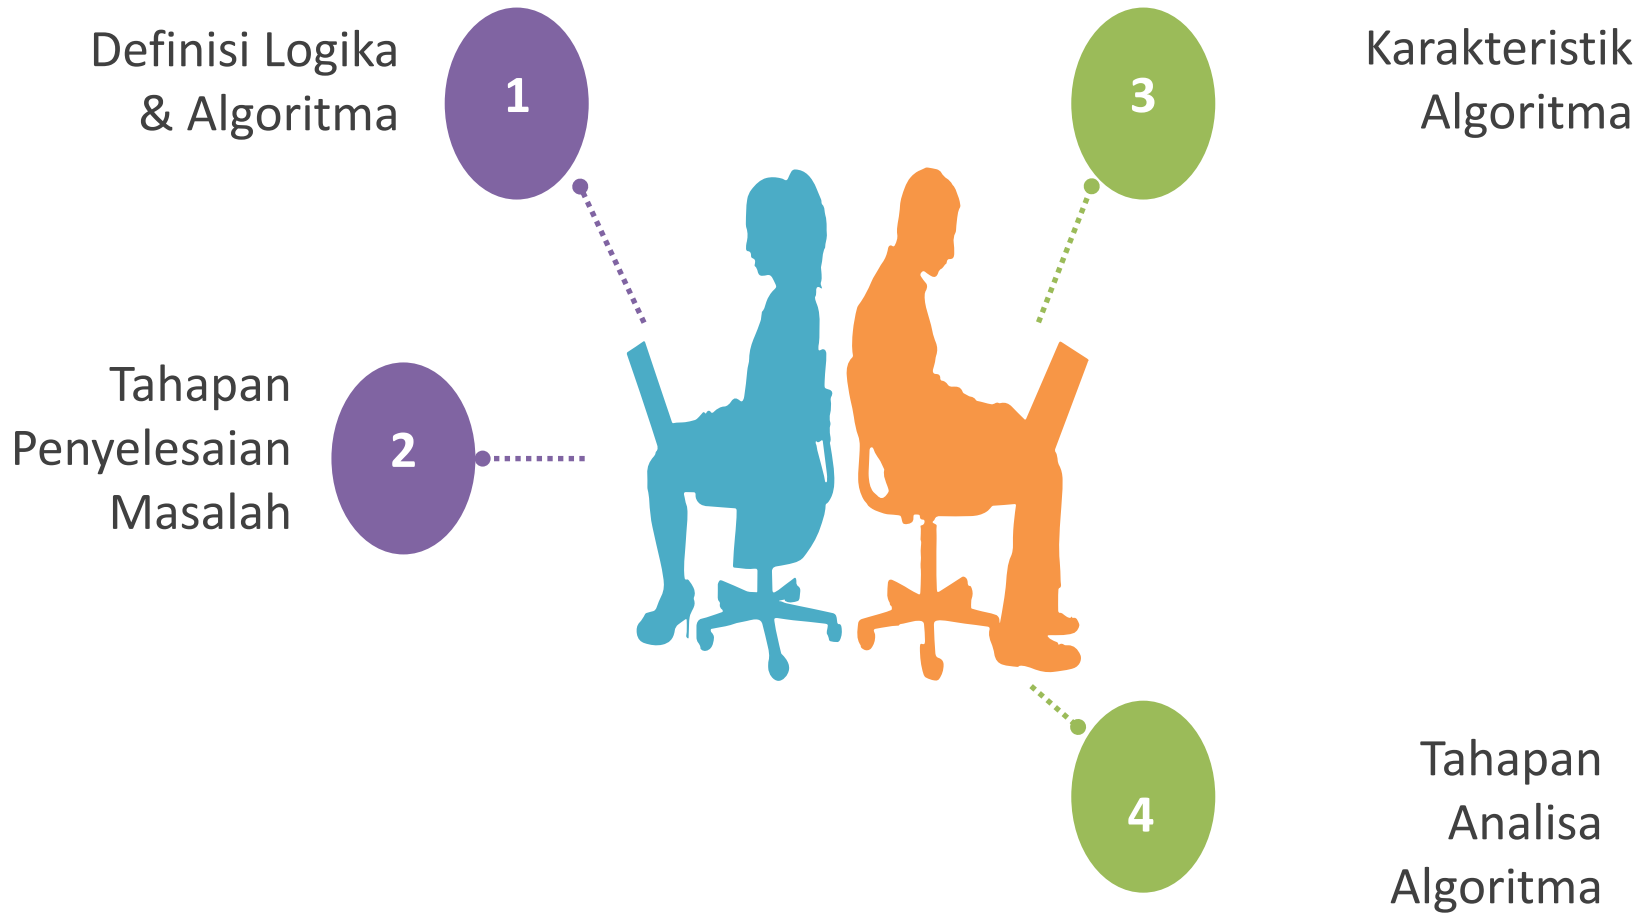 Definisi Logika
& Algoritma
1
Tahapan
Penyelesaian
Masalah
2
3
Karakteristik
Algoritma
4
Tahapan
Analisa
Algoritma